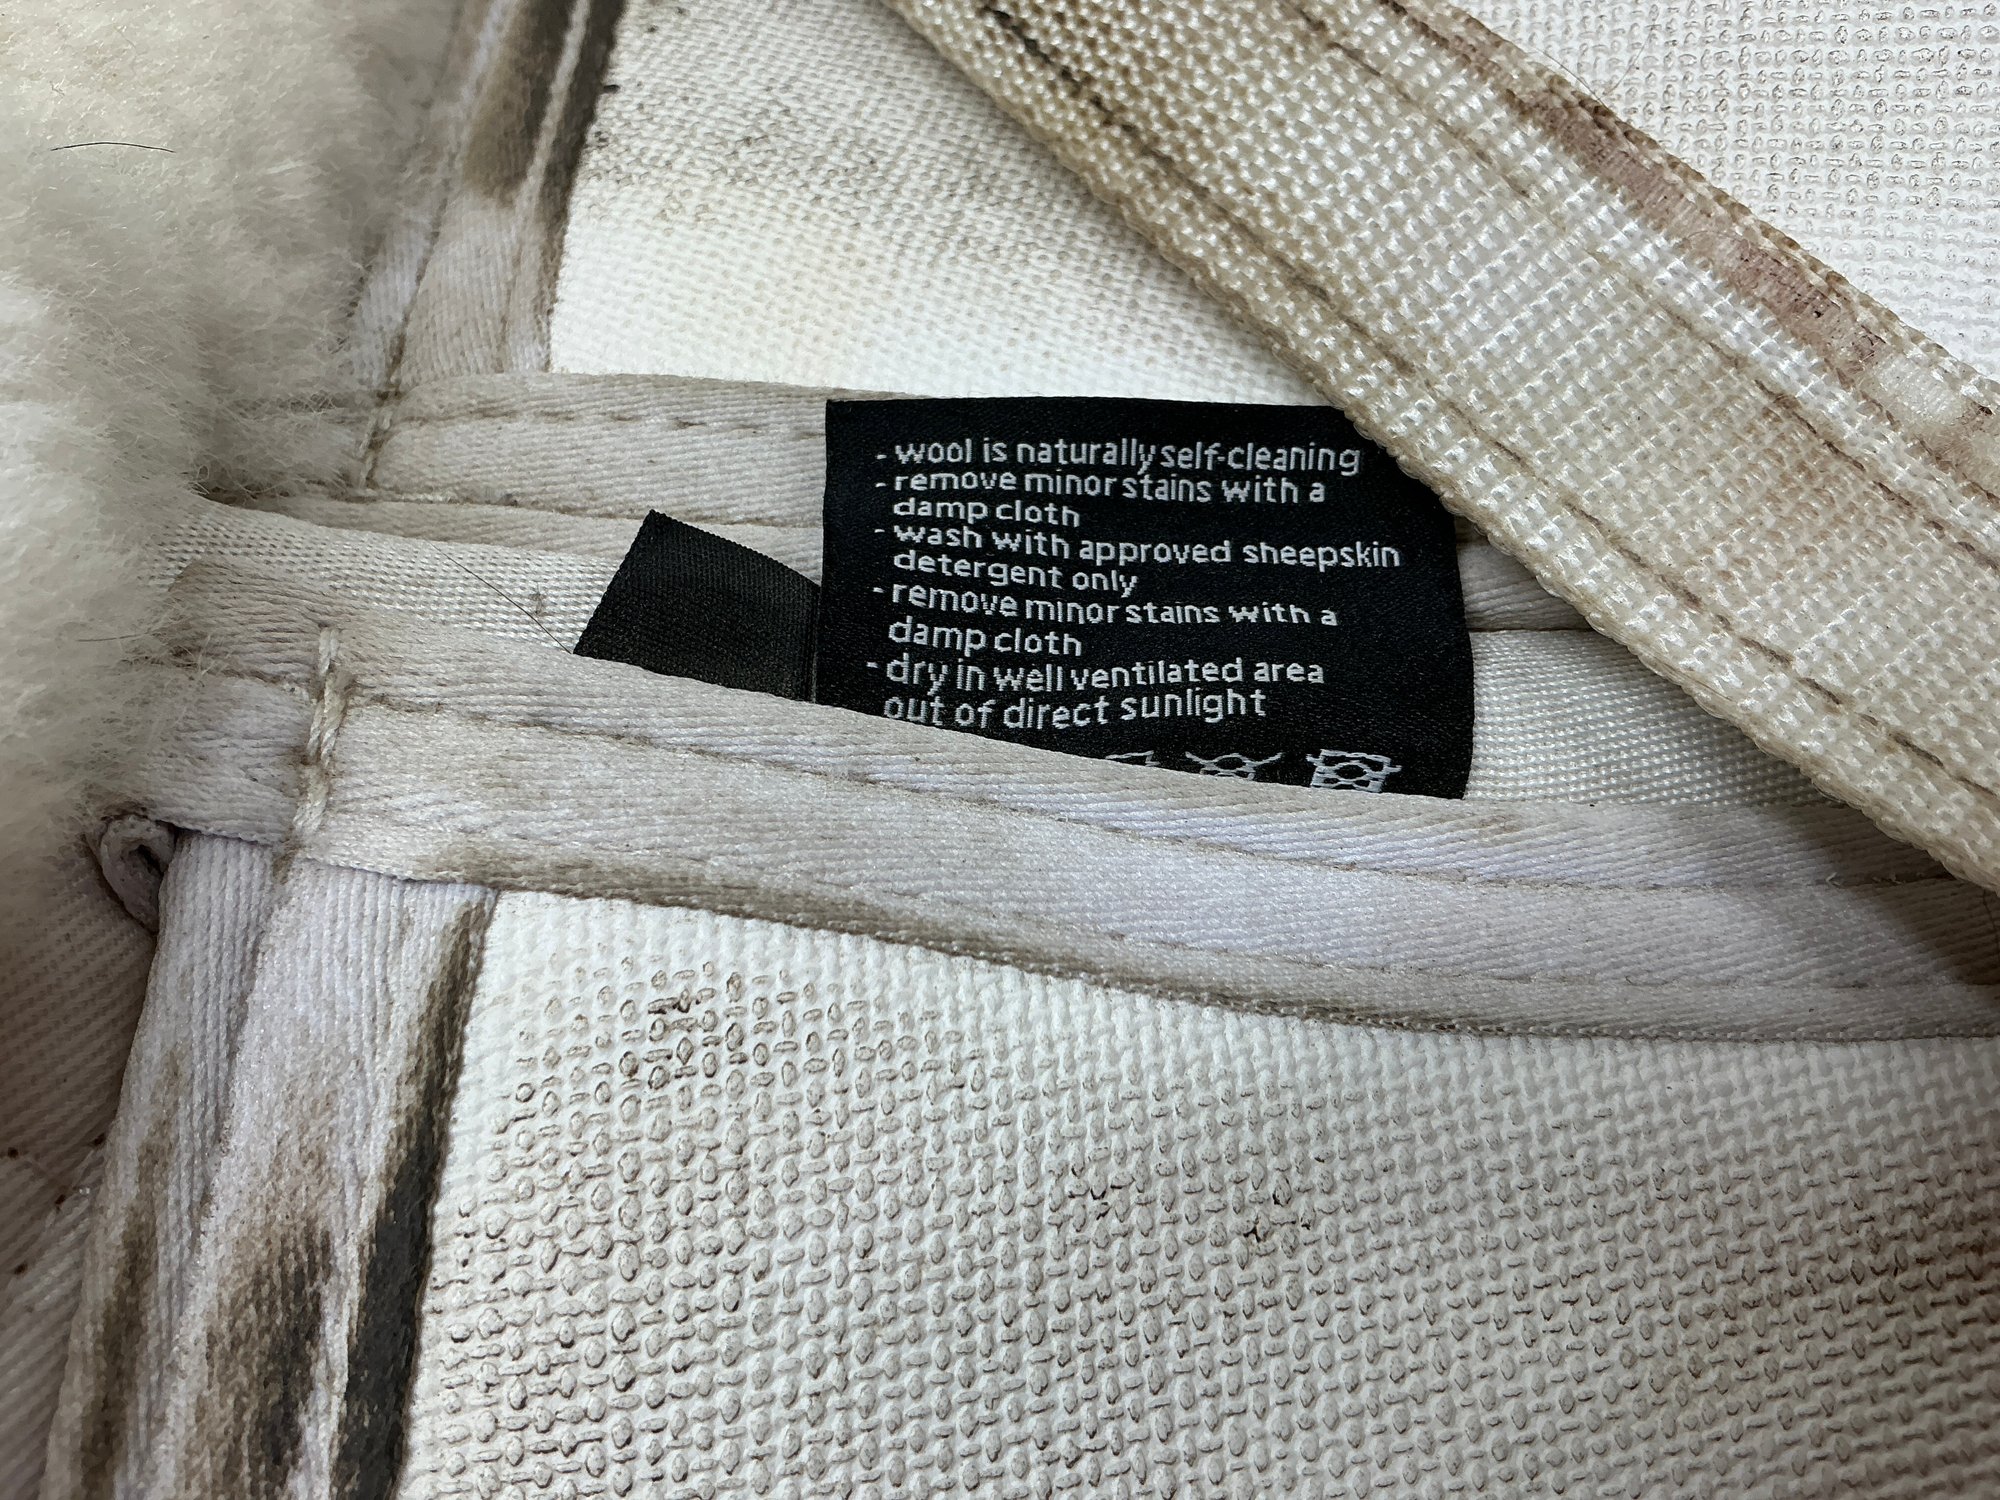 - wool is naturally self-cleaning
- remove minor stains with a
damp cloth
- wash with approved sheepskin
detergent only
- remove minor stains with a
damp cloth
- dry in well ventilated area
out of direct sunlight